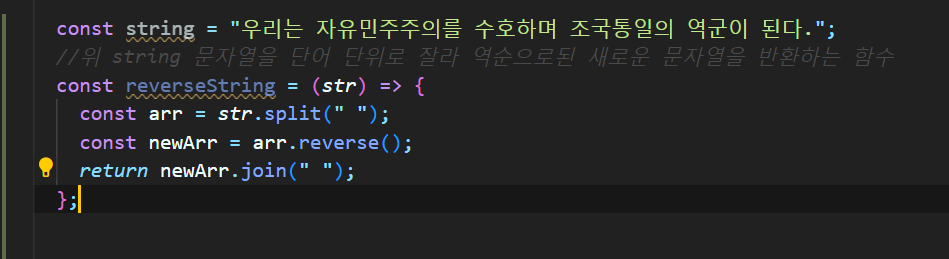 const string = "우리는 자유민주주의를 수호하며 조국통일의 역군이 된다.";
//위 string 문자열을 단어 단위로 잘라 역순으로된 새로운 문자열을 반환하는 함수
const reverseString = (str) => {
const arr = str.split(" ");
const newArr = arr.reverse();
return newArr.join(" ");
};